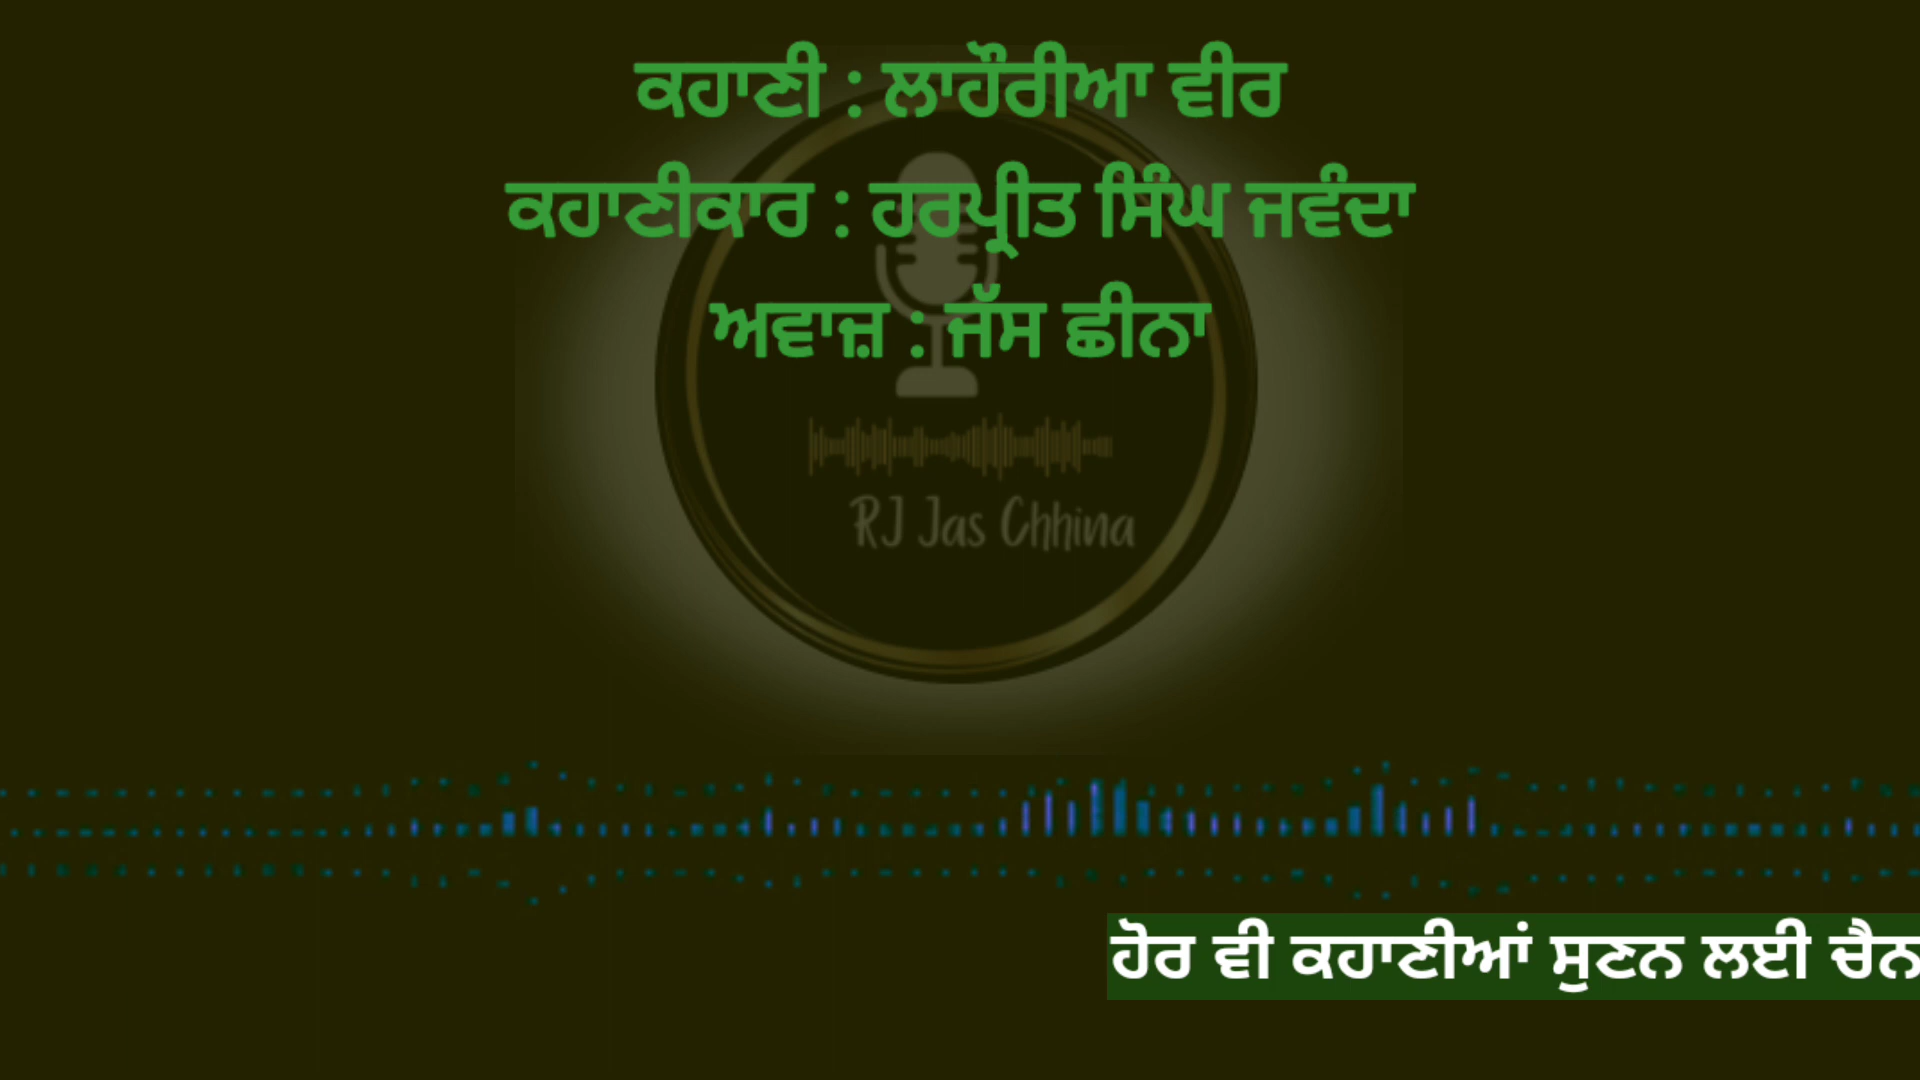 ਕਹਾਣੀ : ਲਾਹੌਰੀਆ ਵੀਰ
ਕਹਾਣੀਕਾਰ : ਹਰਪ੍ਰੀਤ ਸਿੰਘ ਜਵੰਦਾ
ਅਵਾਜ਼ : ਜੱਸ ਛੀਨਾ
RJ Jas Chhina
ਹੋਰ ਵੀ ਕਹਾਣੀਆਂ ਸੁਣਨ ਲਈ ਚੈਨ